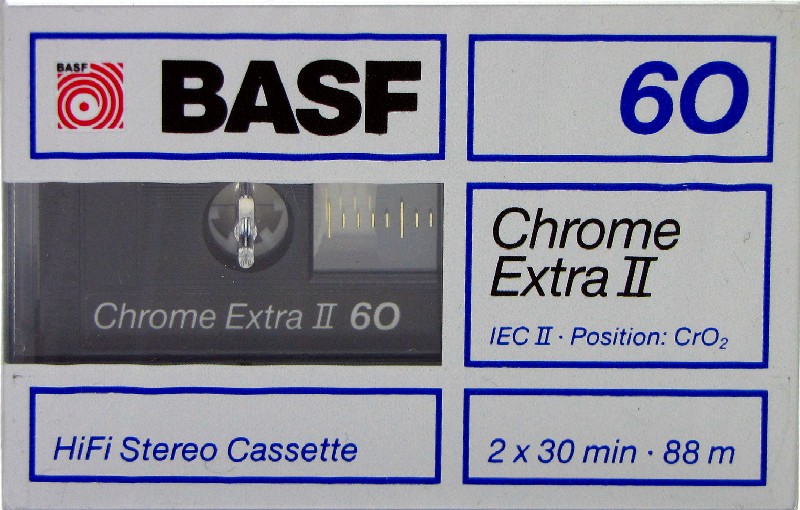 BASF
BASF
60
Chrome Extra II 60
Chrome
Extra II
IEC II · Position: CrO₂
HiFi Stereo Cassette
2 x 30 min · 88 m